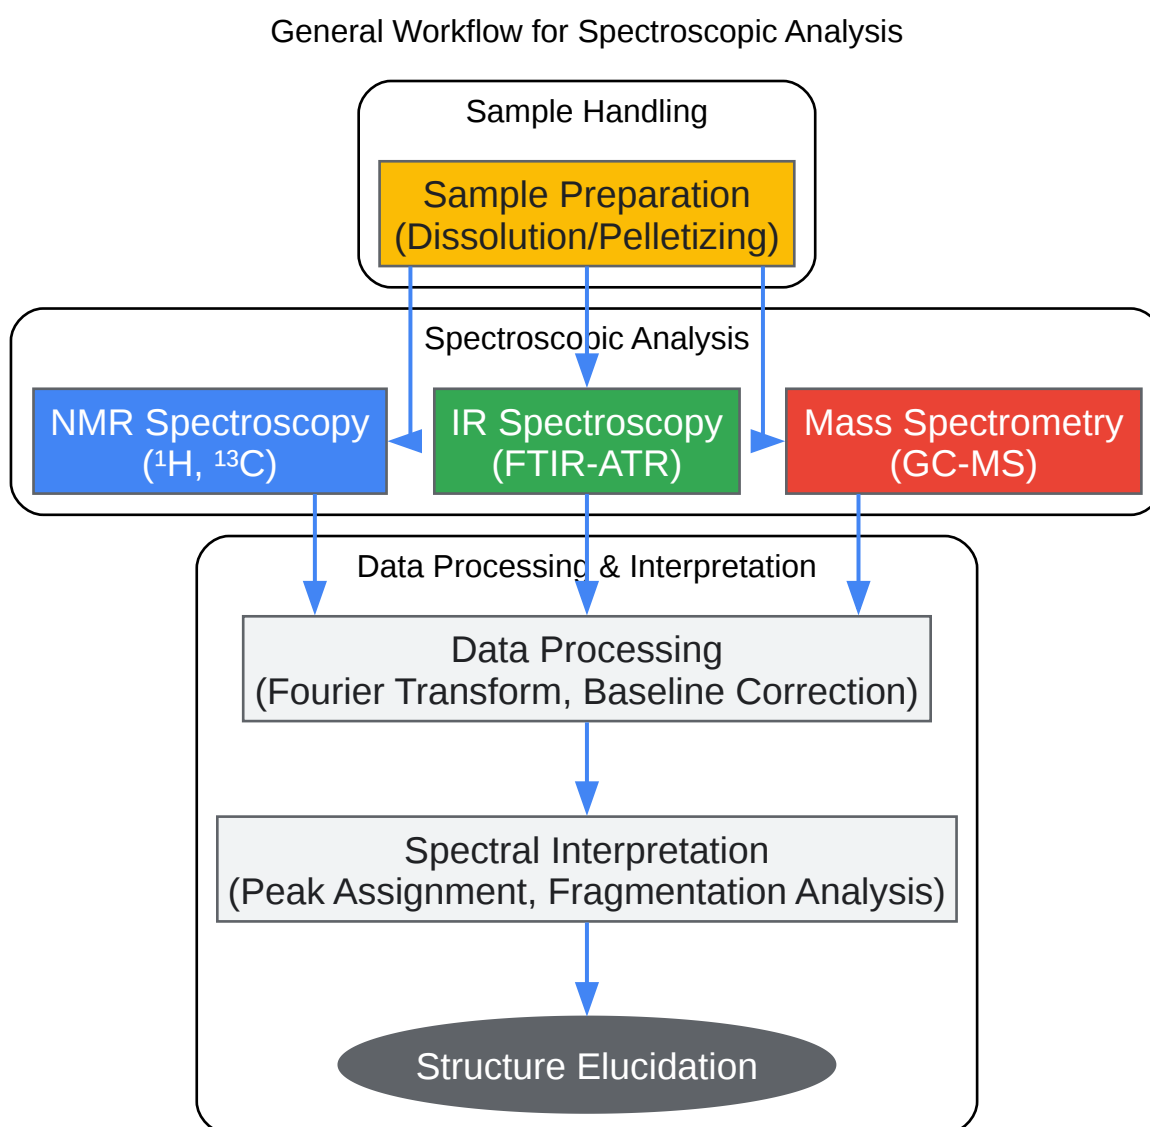 General Workflow for Spectroscopic Analysis
Sample Handling
Sample Preparation
(Dissolution/Pelletizing)
Spectroscopic Analysis
NMR Spectroscopy
(¹H, ¹³C)
IR Spectroscopy
(FTIR-ATR)
Mass Spectrometry
(GC-MS)
Data Processing & Interpretation
Data Processing
(Fourier Transform, Baseline Correction)
Spectral Interpretation
(Peak Assignment, Fragmentation Analysis)
Structure Elucidation